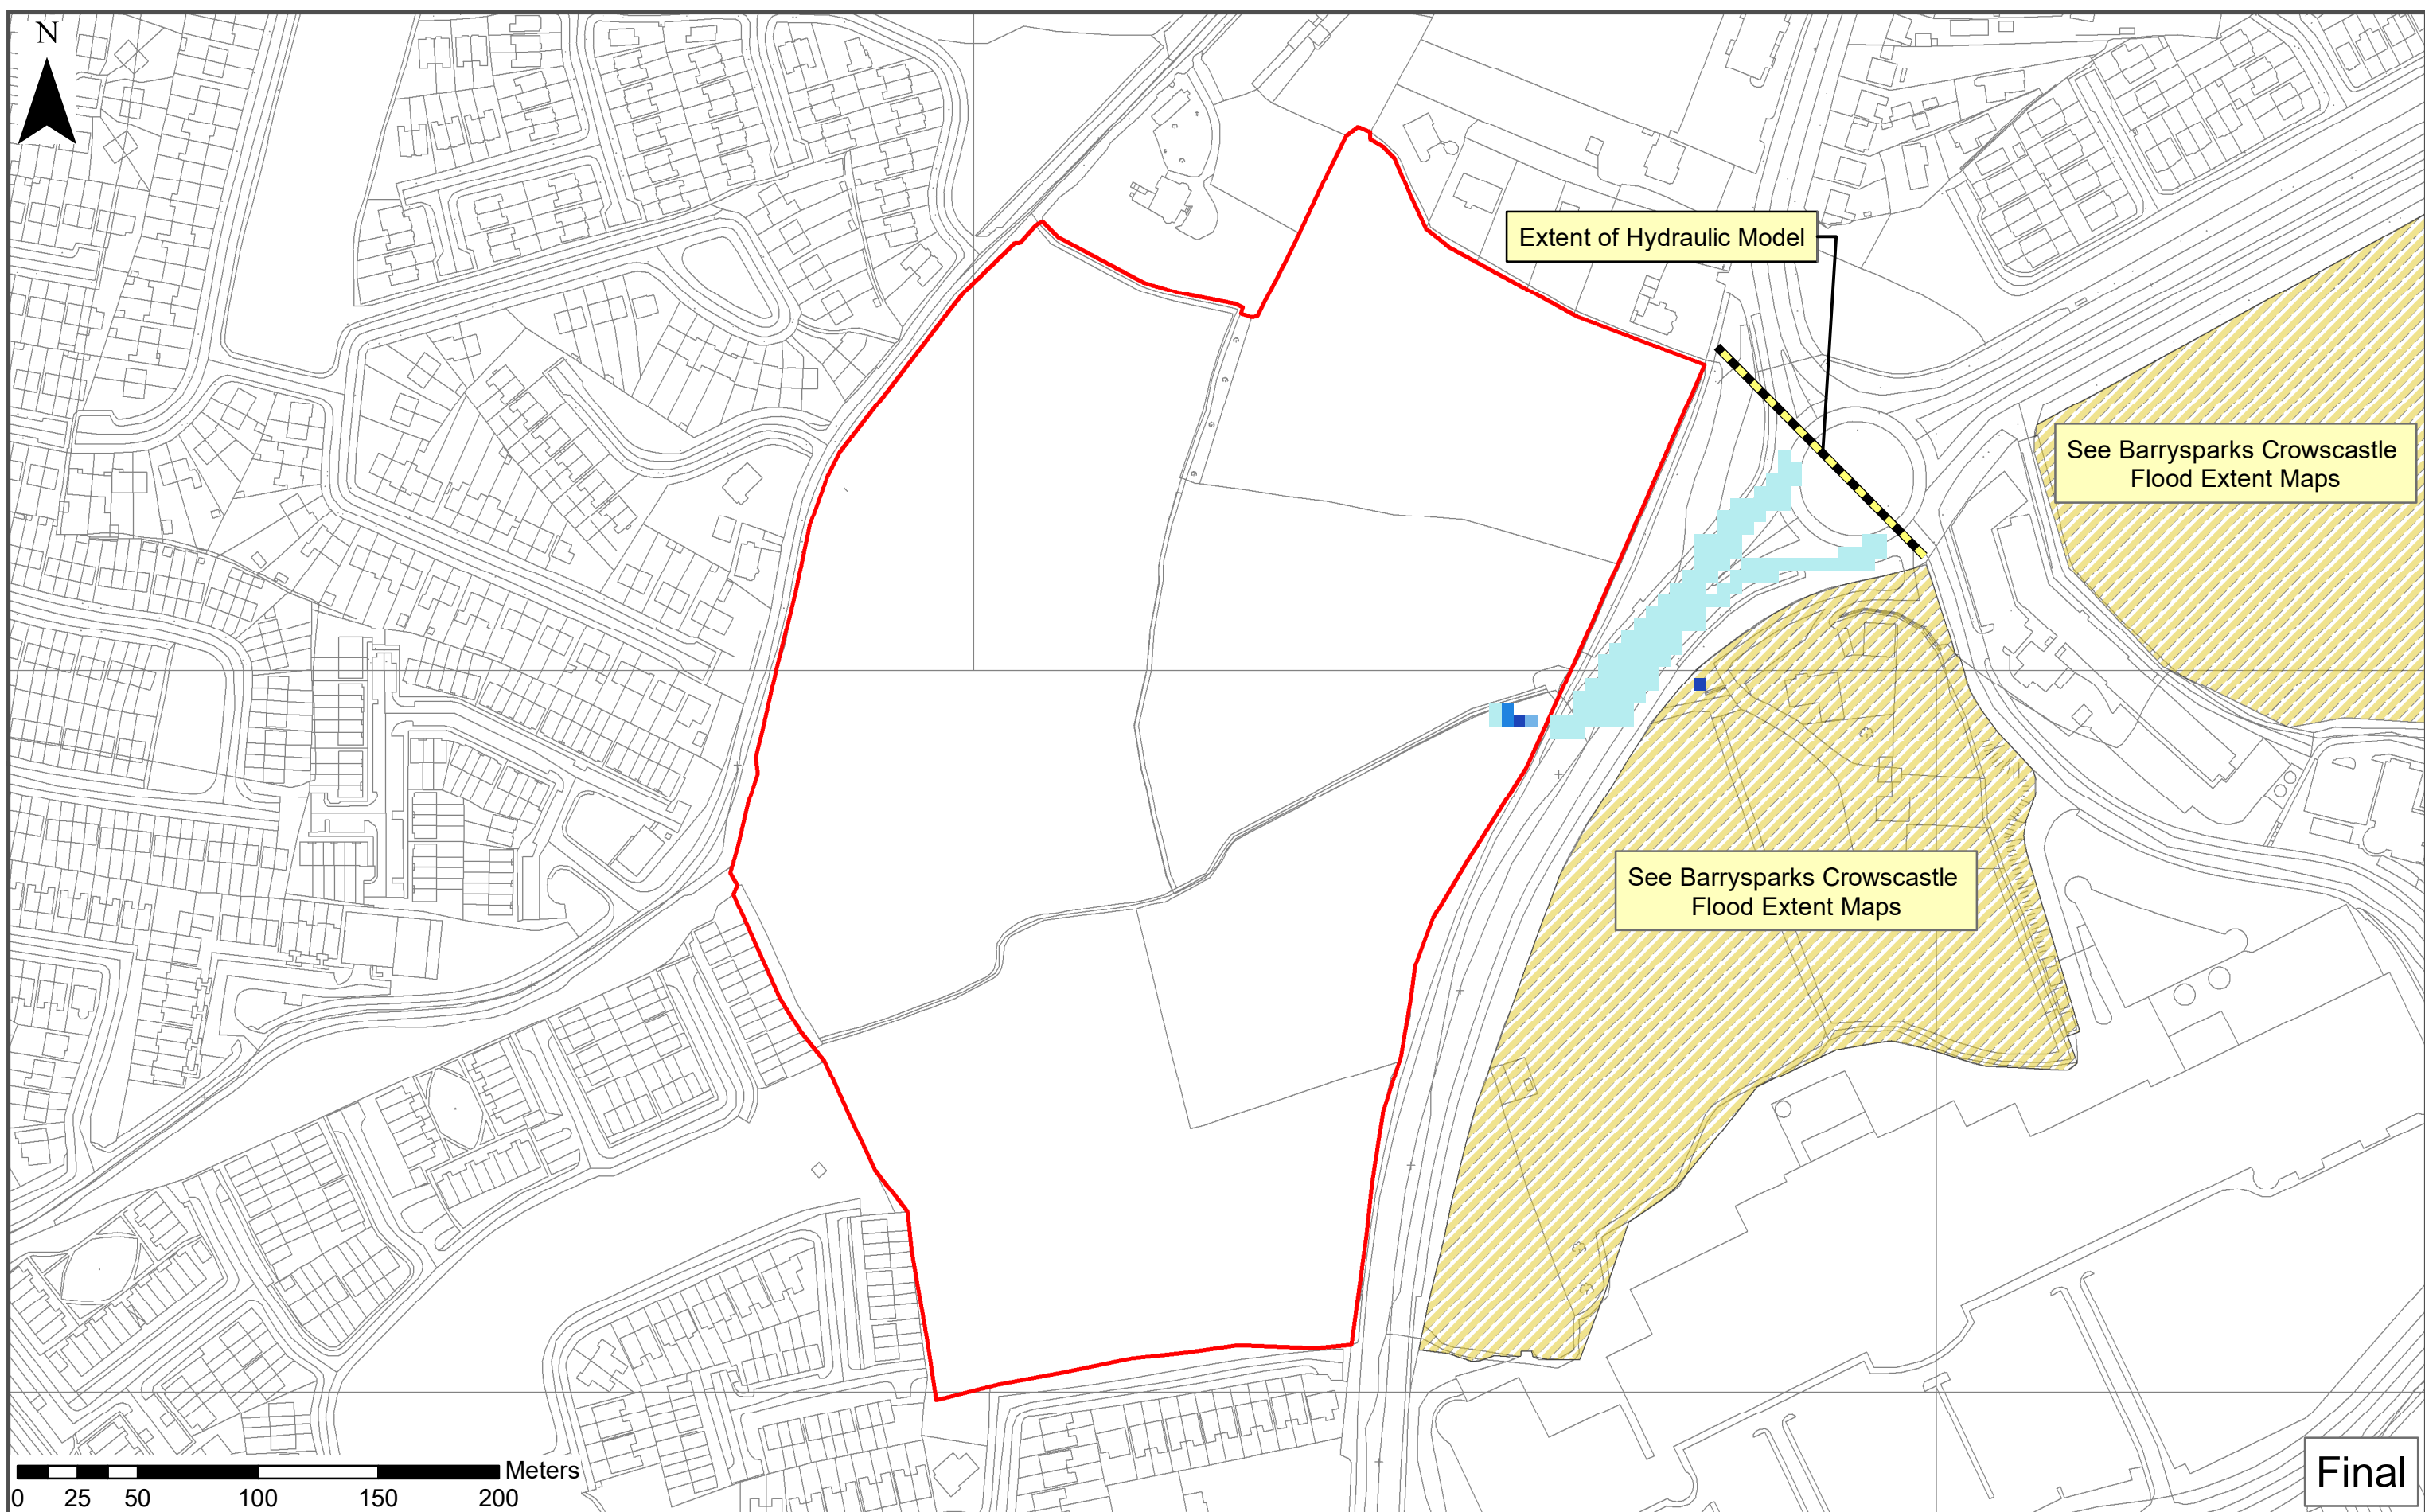 N
Extent of Hydraulic Model
See Barrysparks Crowscastle
Flood Extent Maps
See Barrysparks Crowscastle
Flood Extent Maps
Meters
0 25 50 100 150 200
Final